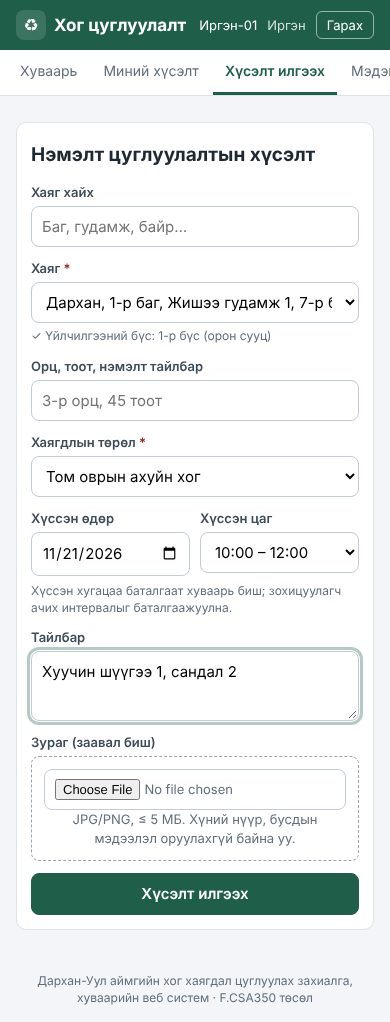 Хог цуглуулалт Иргэн-01 Иргэн Гарах
Хуваарь Миний хүсэлт Хүсэлт илгээх
Нэмэлт цуглуулалтын хүсэлт
Хаяг хайх
Баг, гудамж, байр...
Хаяг *
Дархан, 1-р баг, Жишээ гудамж 1, 7-р
✓ Үйлчилгээний бүс: 1-р бүс (орон сууц)
Орц, тоот, нэмэлт тайлбар
3-р орц, 45 тоот
Хаягдлын төрөл *
Том оврын ахуйн хог
Хүссэн өдөр Хүссэн цаг
11/21/2026 10:00 – 12:00
Хүссэн хугацаа баталгаат хуваарь биш; зохицуулагч
ачих интервалыг баталгаажуулна.
Тайлбар
Хуучин шүүгээ 1, сандал 2
Зураг (заавал биш)
Choose File No file chosen
JPG/PNG, ≤ 5 МБ. Хүний нүүр, бусдын
мэдээлэл оруулахгүй байна уу.
Хүсэлт илгээх
Дархан-Уул аймгийн хог хаягдал цуглуулах захиалга,
хуваарийн веб систем · F.CSA350 төсөл